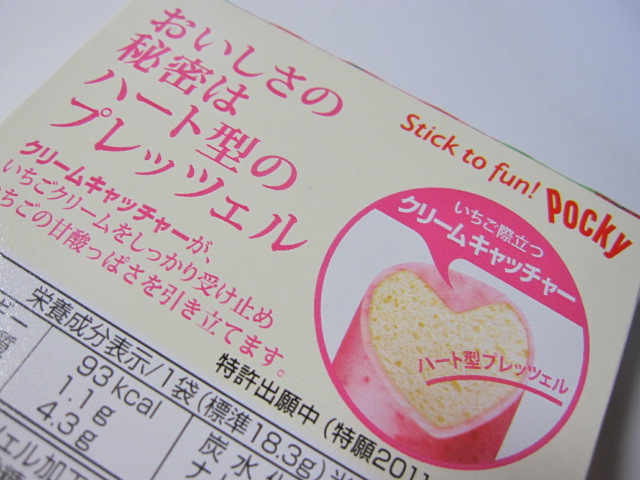 おいしさの
秘密は
ハート型の
プレッツェル
クリームキャッチャーが、
いちごクリームをしっかり受け止め
いちごの甘酸っぱさを引き立てます。
Stick to fun! Pocky
いちご際立つ
クリームキャッチャー
ハート型プレッツェル
特許出願中 (特願2011
栄養成分表示/1袋(標準18.3g)
93kcal
1.1g
4.3g
炭水化